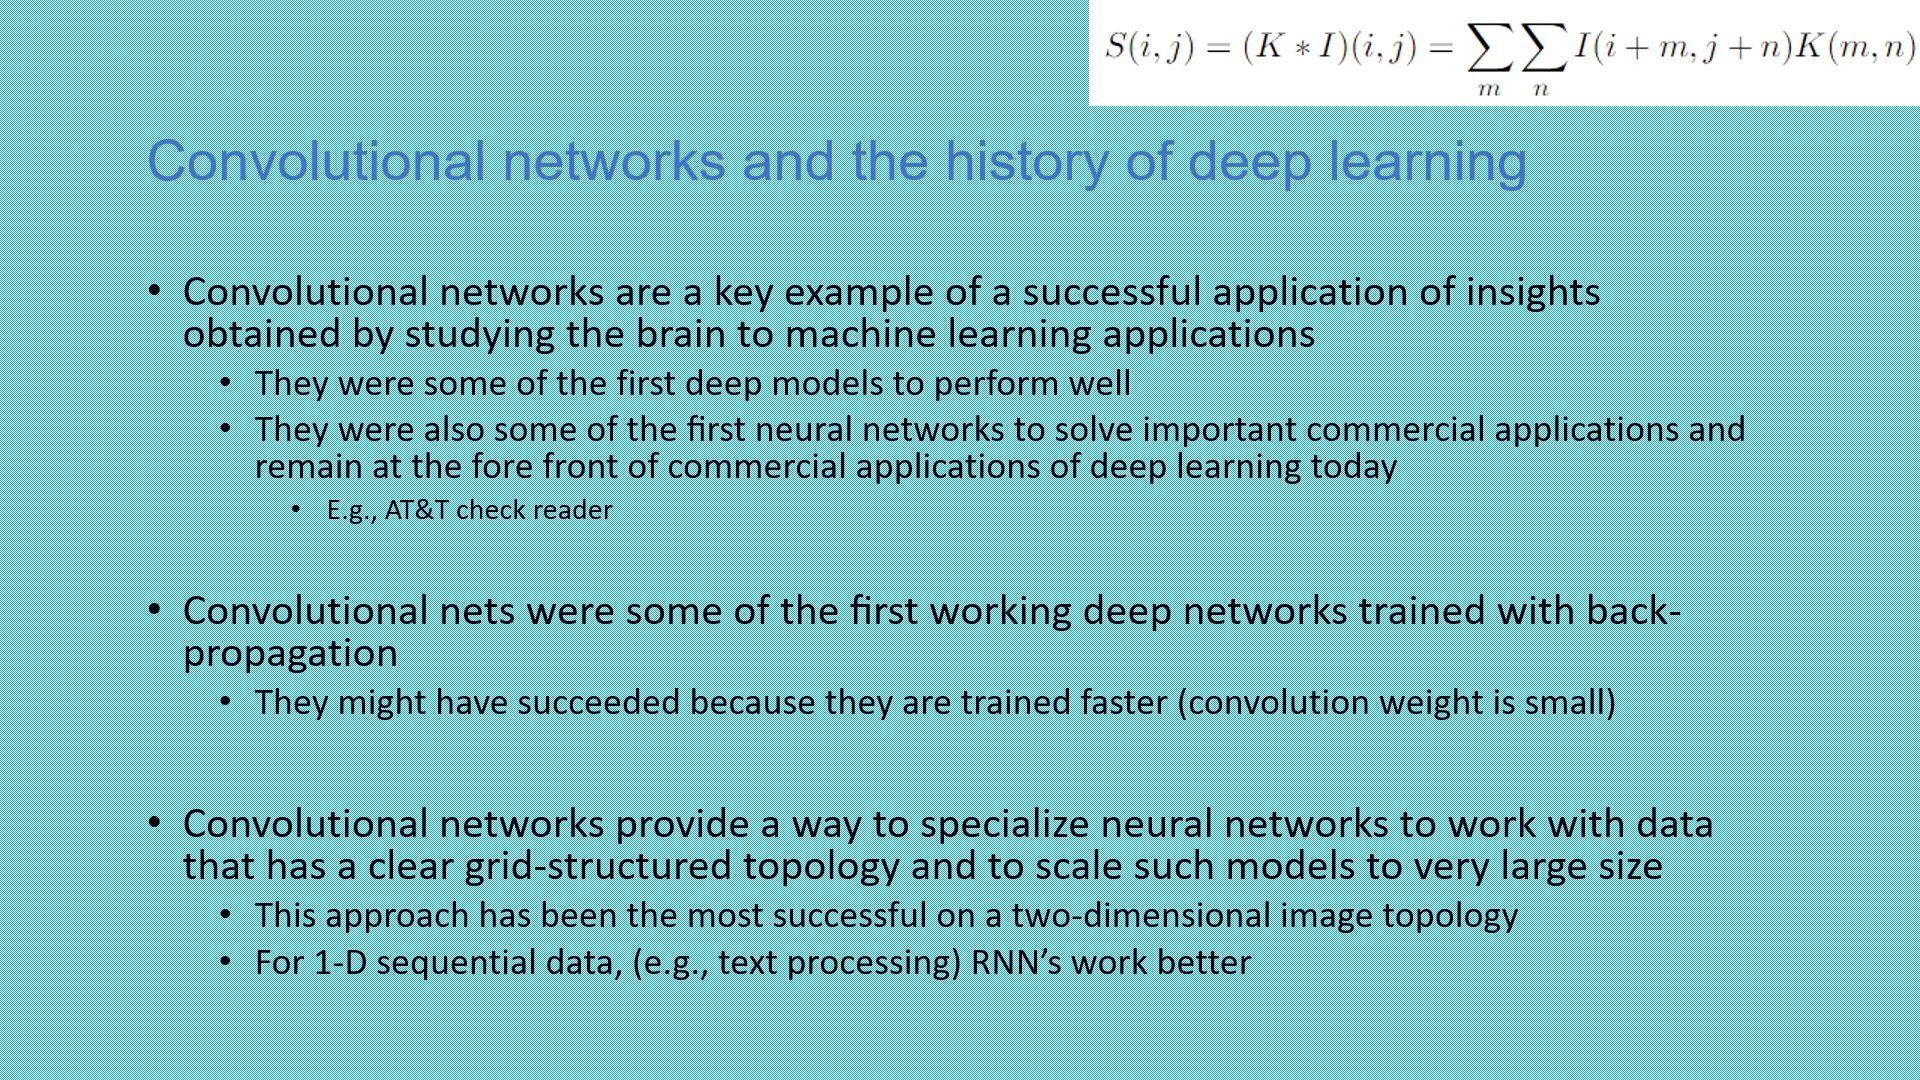 S(i, j) = (K ∗ I)(i, j) = ∑∑ I(i + m, j + n)K(m, n)
m n
Convolutional networks and the history of deep learning
• Convolutional networks are a key example of a successful application of insights
obtained by studying the brain to machine learning applications
• They were some of the first deep models to perform well
• They were also some of the first neural networks to solve important commercial applications and
remain at the fore front of commercial applications of deep learning today
• E.g., AT&T check reader
• Convolutional nets were some of the first working deep networks trained with back-
propagation
• They might have succeeded because they are trained faster (convolution weight is small)
• Convolutional networks provide a way to specialize neural networks to work with data
that has a clear grid-structured topology and to scale such models to very large size
• This approach has been the most successful on a two-dimensional image topology
• For 1-D sequential data, (e.g., text processing) RNN’s work better